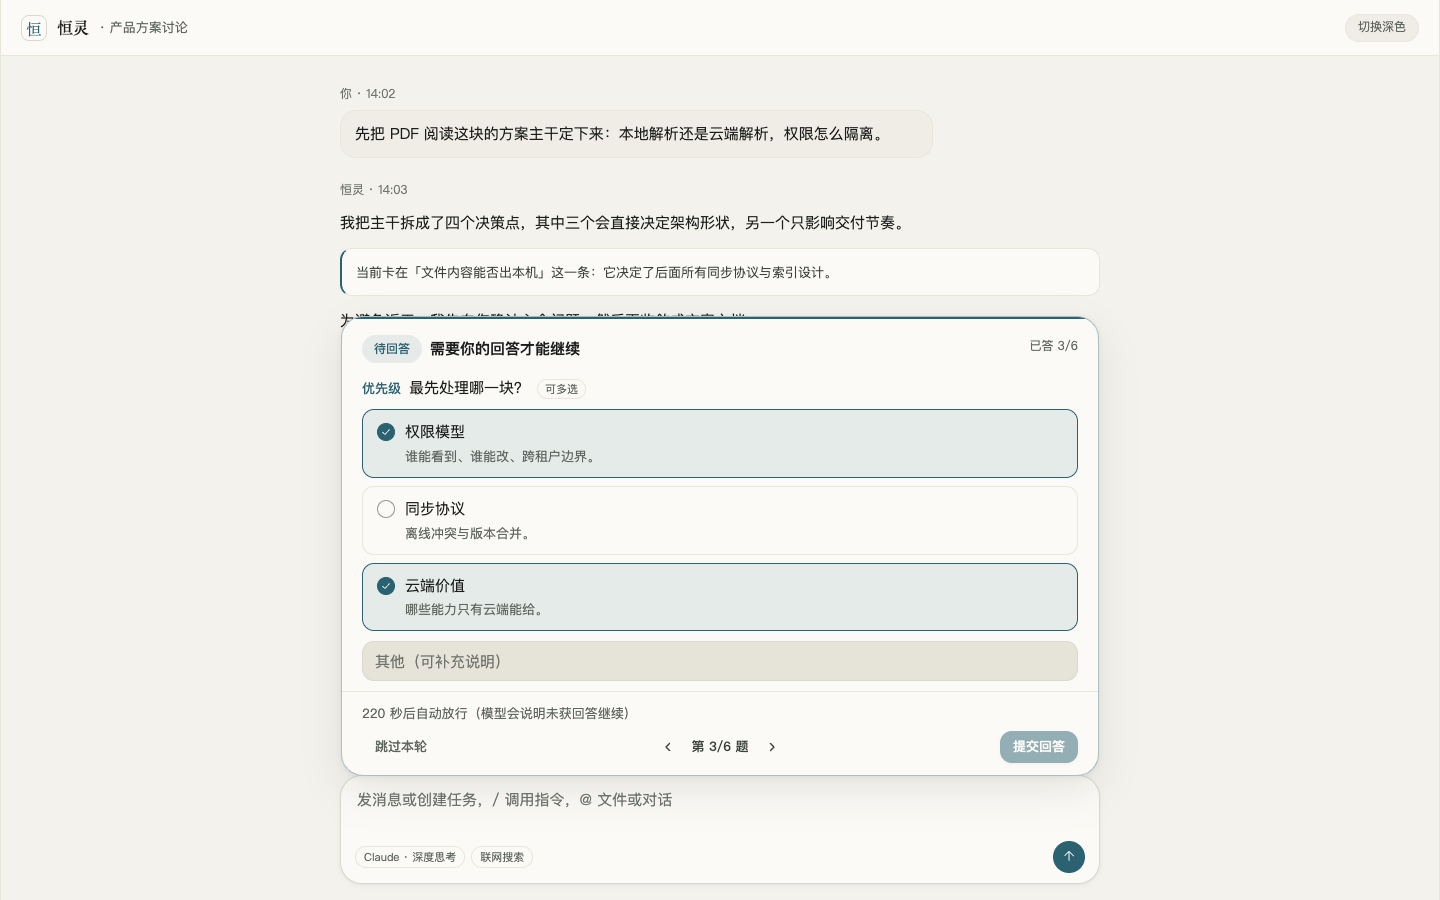 恒 恒灵 · 产品方案讨论
切换深色
你 · 14:02
先把 PDF 阅读这块的方案主干定下来：本地解析还是云端解析，权限怎么隔离。
恒灵 · 14:03
我把主干拆成了四个决策点，其中三个会直接决定架构形状，另一个只影响交付节奏。
当前卡在「文件内容能否出本机」这一条：它决定了后面所有同步协议与索引设计。
待回答 需要你的回答才能继续
已答 3/6
优先级 最先处理哪一块？ 可多选
权限模型
谁能看到、谁能改、跨租户边界。
同步协议
离线冲突与版本合并。
云端价值
哪些能力只有云端能给。
其他（可补充说明）
220 秒后自动放行（模型会说明未获回答继续）
跳过本轮
第 3/6 题
提交回答
发消息或创建任务，/ 调用指令，@ 文件或对话
Claude · 深度思考
联网搜索